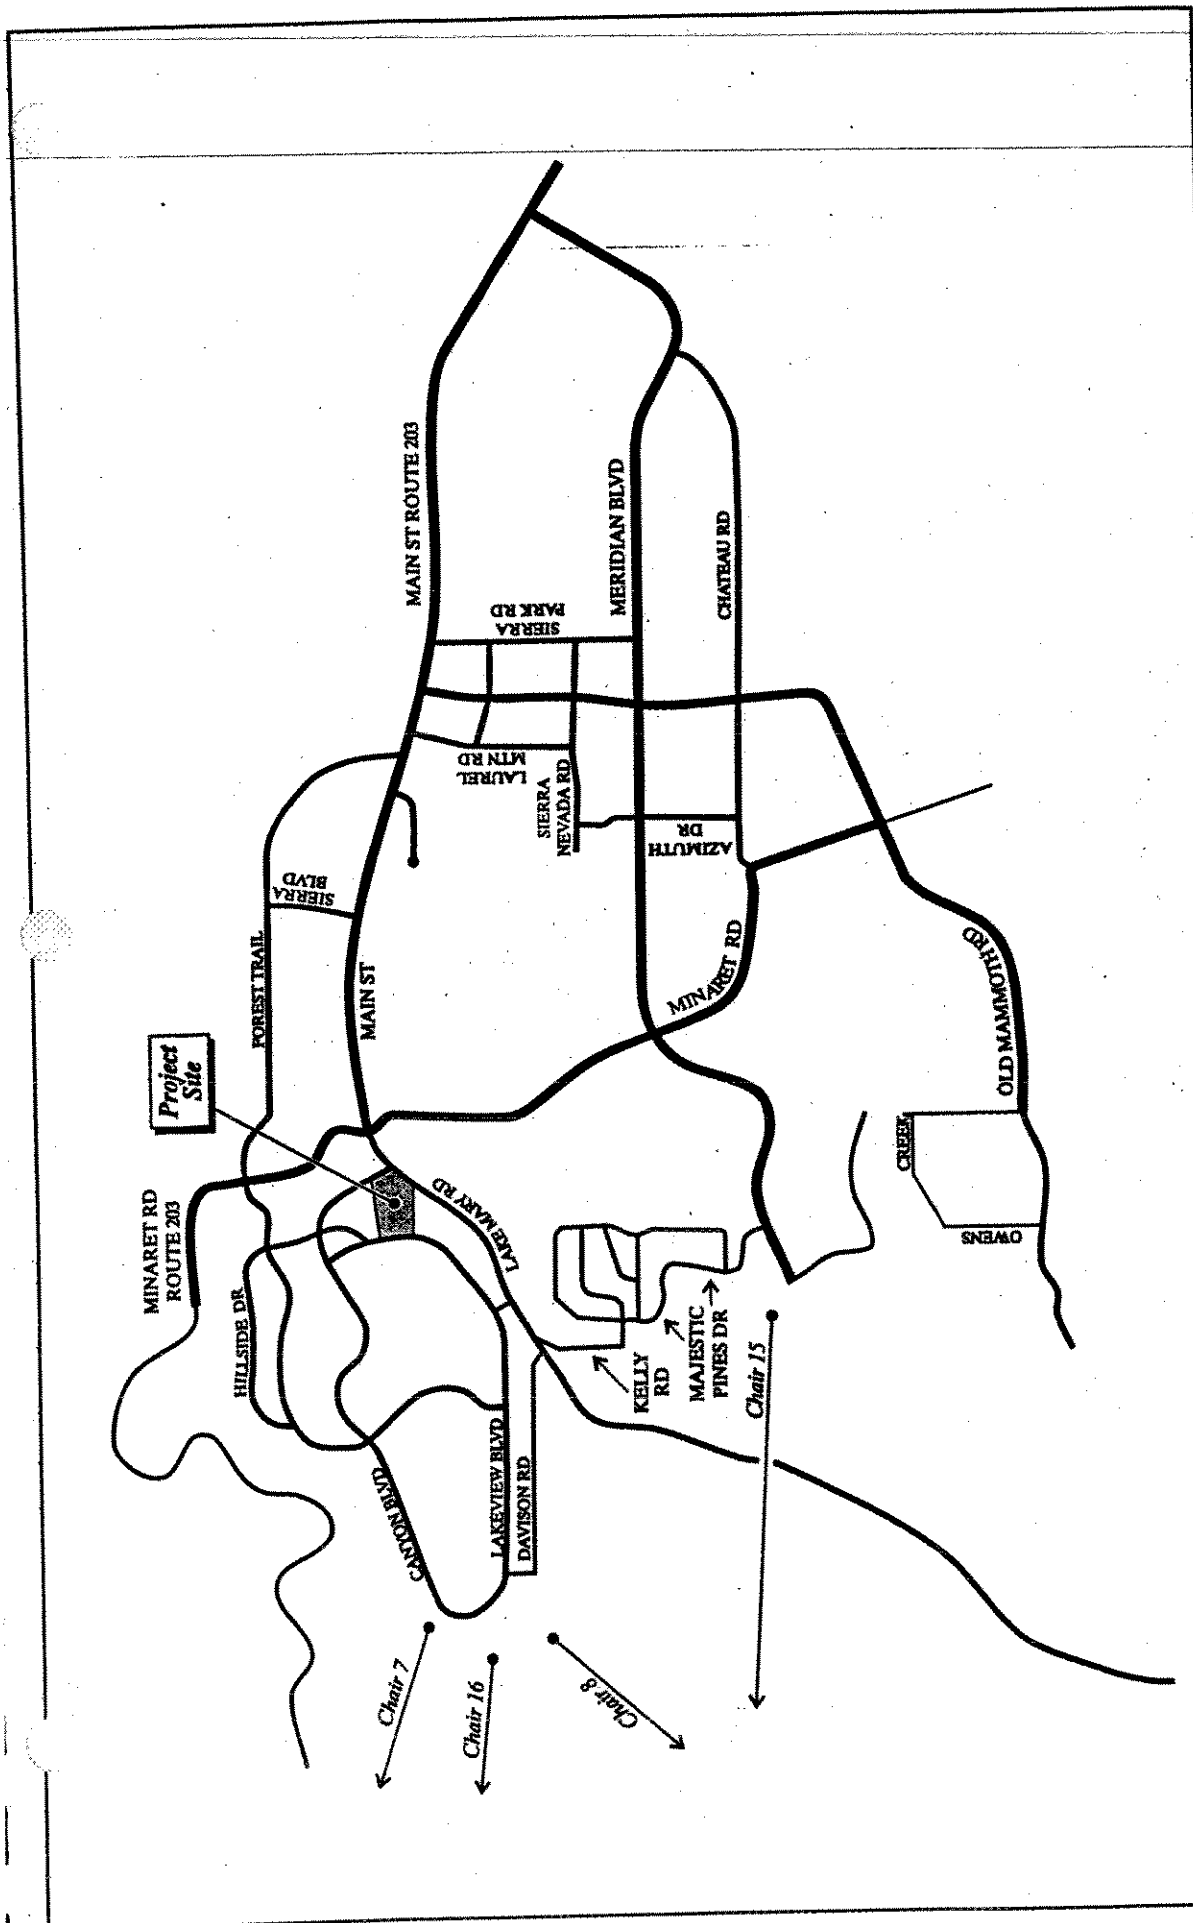 MAIN ST ROUTE 203
MERIDIAN BLVD
CHATEAU RD
SIERRA
PARK RD
LAUREL
MTN RD
SIERRA
NEVADA RD
AZIMUTH
DR
SIERRA
BLVD
FOREST TRAIL
MAIN ST
MINARET RD
OLD MAMMOTH RD
Project
Site
MINARET RD
ROUTE 203
HILLSIDE DR
LAKE MARY RD
CREEK
OWENS
KELLY
RD
MAJESTIC
PINES DR
Chair 15
CANYON BLVD
LAKEVIEW BLVD
DAVISON RD
Chair 7
Chair 16
Chair 8